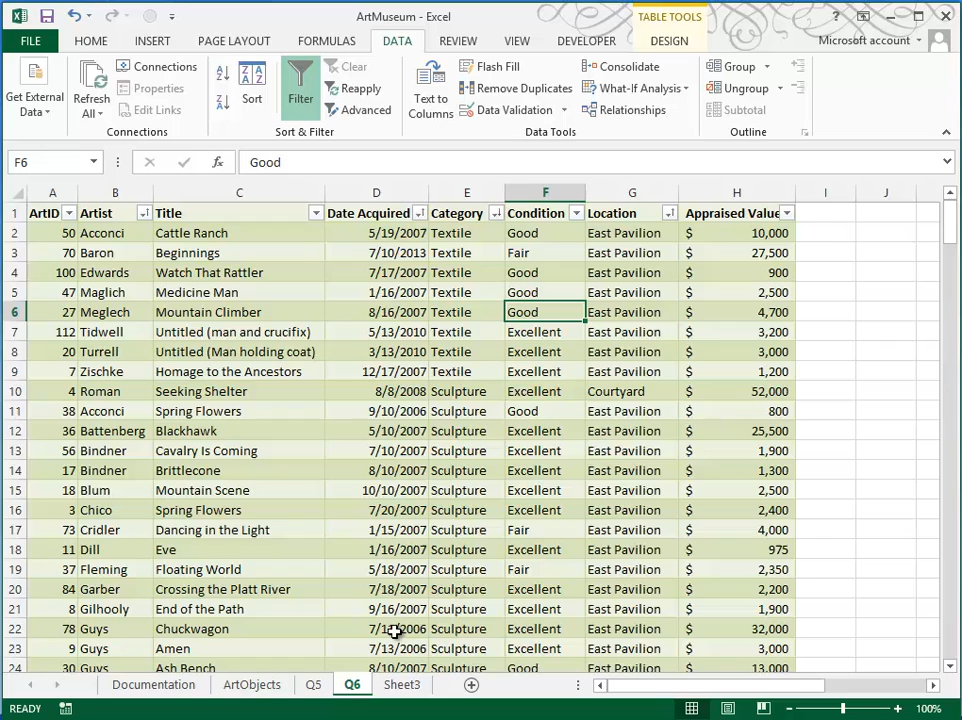 ArtMuseum - Excel
TABLE TOOLS
FILE HOME INSERT PAGE LAYOUT FORMULAS DATA REVIEW VIEW DEVELOPER DESIGN Microsoft account
Get External Data
Refresh All
Connections
Properties
Edit Links
Connections
Sort
Filter
Clear
Reapply
Advanced
Sort & Filter
Text to Columns
Flash Fill
Remove Duplicates
Data Validation
Consolidate
What-If Analysis
Relationships
Data Tools
Group
Ungroup
Subtotal
Outline
F6 fx Good
A B C D E F G H I J
1 ArtID Artist Title Date Acquired Category Condition Location Appraised Value
2 50 Acconci Cattle Ranch 5/19/2007 Textile Good East Pavilion $ 10,000
3 70 Baron Beginnings 7/10/2013 Textile Fair East Pavilion $ 27,500
4 100 Edwards Watch That Rattler 7/17/2007 Textile Good East Pavilion $ 900
5 47 Maglich Medicine Man 1/16/2007 Textile Good East Pavilion $ 2,500
6 27 Meglech Mountain Climber 8/16/2007 Textile Good East Pavilion $ 4,700
7 112 Tidwell Untitled (man and crucifix) 5/13/2010 Textile Excellent East Pavilion $ 3,200
8 20 Turrell Untitled (Man holding coat) 3/13/2010 Textile Excellent East Pavilion $ 3,000
9 7 Zischke Homage to the Ancestors 12/17/2007 Textile Excellent East Pavilion $ 1,200
10 4 Roman Seeking Shelter 8/8/2008 Sculpture Excellent Courtyard $ 52,000
11 38 Acconci Spring Flowers 9/10/2006 Sculpture Good East Pavilion $ 800
12 36 Battenberg Blackhawk 5/10/2007 Sculpture Excellent East Pavilion $ 25,500
13 56 Bindner Cavalry Is Coming 7/10/2007 Sculpture Excellent East Pavilion $ 1,900
14 17 Bindner Brittlecone 8/10/2007 Sculpture Excellent East Pavilion $ 1,300
15 18 Blum Mountain Scene 10/10/2007 Sculpture Excellent East Pavilion $ 2,500
16 3 Chico Spring Flowers 7/20/2007 Sculpture Excellent East Pavilion $ 2,400
17 73 Cridler Dancing in the Light 1/15/2007 Sculpture Fair East Pavilion $ 4,000
18 11 Dill Eve 1/16/2007 Sculpture Excellent East Pavilion $ 975
19 37 Fleming Floating World 5/18/2007 Sculpture Fair East Pavilion $ 2,350
20 84 Garber Crossing the Platt River 7/18/2007 Sculpture Excellent East Pavilion $ 2,200
21 8 Gilhooly End of the Path 9/16/2007 Sculpture Excellent East Pavilion $ 1,900
22 78 Guys Chuckwagon Sculpture Excellent East Pavilion $ 32,000
23 9 Guys Amen 7/13/2006 Sculpture Excellent East Pavilion $ 3,000
24 30 Guys Ash Bench 8/10/2007 Sculpture Good East Pavilion $ 13,000
Documentation ArtObjects Q5 Q6 Sheet3
READY 100%